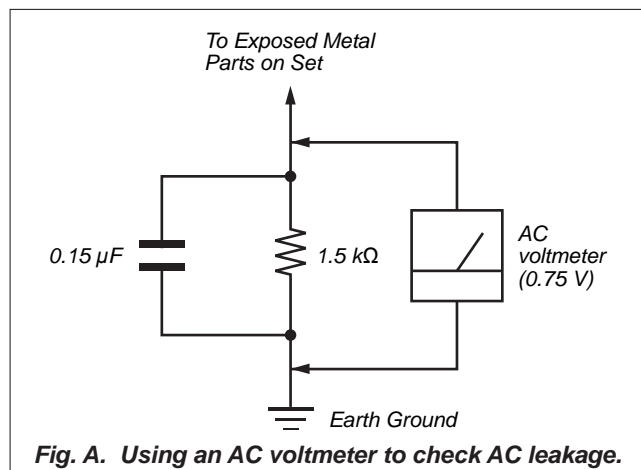 To Exposed Metal
Parts on Set
0.15 µF
1.5 kΩ
AC
voltmeter
(0.75 V)
Earth Ground
Fig. A. Using an AC voltmeter to check AC leakage.